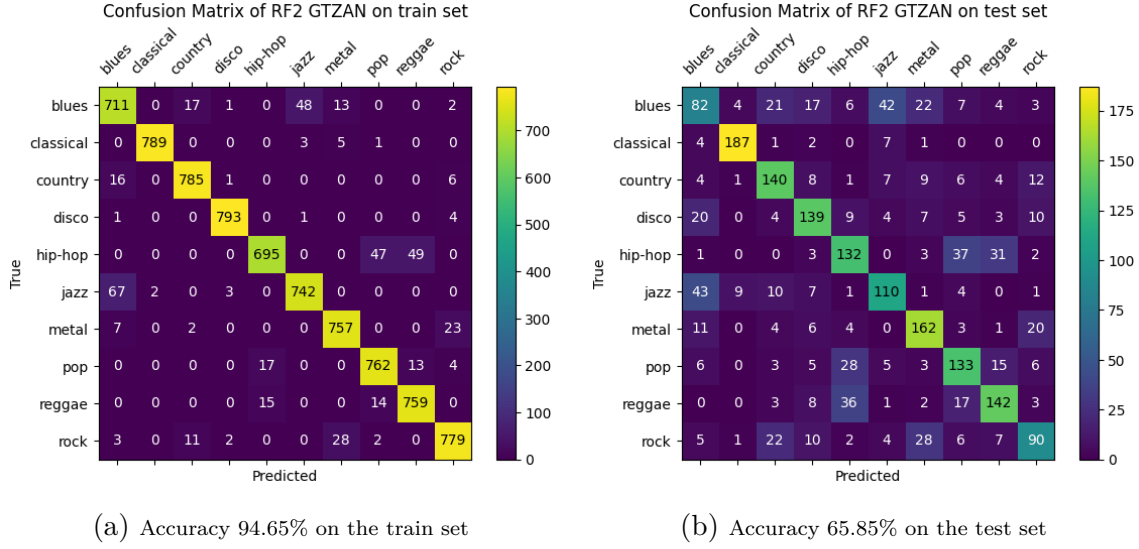 Confusion Matrix of RF2 GTZAN on train set
blues classical country disco hip-hop jazz metal pop reggae rock
blues 711 0 17 1 0 48 13 0 0 2
classical 0 789 0 0 0 3 5 1 0 0
country 16 0 785 1 0 0 0 0 0 6
disco 1 0 0 793 0 1 0 0 0 4
hip-hop 0 0 0 0 695 0 0 47 49 0
jazz 67 2 0 3 0 742 0 0 0 0
metal 7 0 2 0 0 0 757 0 0 23
pop 0 0 0 0 17 0 0 762 13 4
reggae 0 0 0 0 15 0 0 14 759 0
rock 3 0 11 2 0 0 28 2 0 779
True
Predicted
700
600
500
400
300
200
100
0
(a) Accuracy 94.65% on the train set
Confusion Matrix of RF2 GTZAN on test set
blues classical country disco hip-hop jazz metal pop reggae rock
blues 82 4 21 17 6 42 22 7 4 3
classical 4 187 1 2 0 7 1 0 0 0
country 4 1 140 8 1 7 9 6 4 12
disco 20 0 4 139 9 4 7 5 3 10
hip-hop 1 0 0 3 132 0 3 37 31 2
jazz 43 9 10 7 1 110 1 4 0 1
metal 11 0 4 6 4 0 162 3 1 20
pop 6 0 3 5 28 5 3 133 15 6
reggae 0 0 3 8 36 1 2 17 142 3
rock 5 1 22 10 2 4 28 6 7 90
True
Predicted
175
150
125
100
75
50
25
0
(b) Accuracy 65.85% on the test set